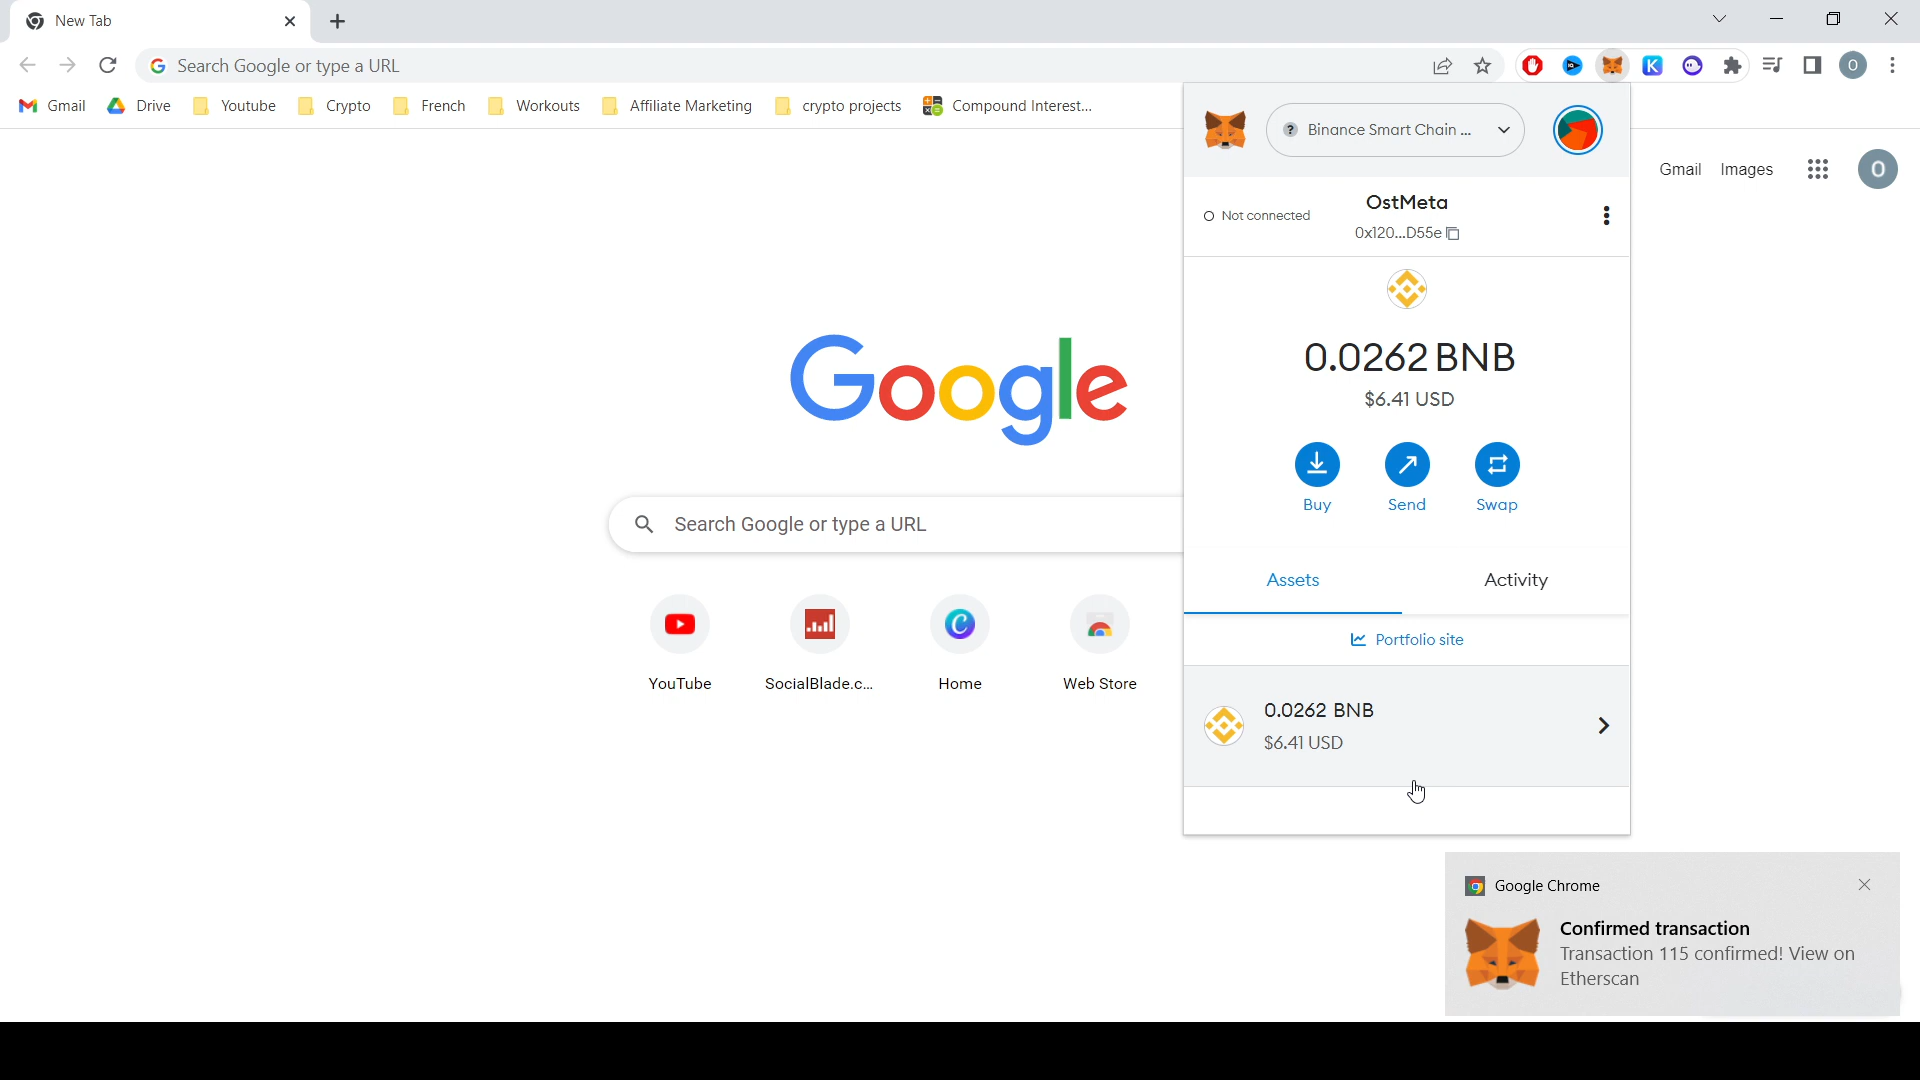 New Tab
Search Google or type a URL
Gmail Drive Youtube Crypto French Workouts Affiliate Marketing crypto projects Compound Interest...
Binance Smart Chain ...
Gmail Images O
Not connected
OstMeta
0x120...D55e
0.0262 BNB
$6.41 USD
Buy Send Swap
Google
Search Google or type a URL
Assets Activity
Portfolio site
YouTube SocialBlade.c... Home Web Store
0.0262 BNB
$6.41 USD
Google Chrome
Confirmed transaction
Transaction 115 confirmed! View on
Etherscan